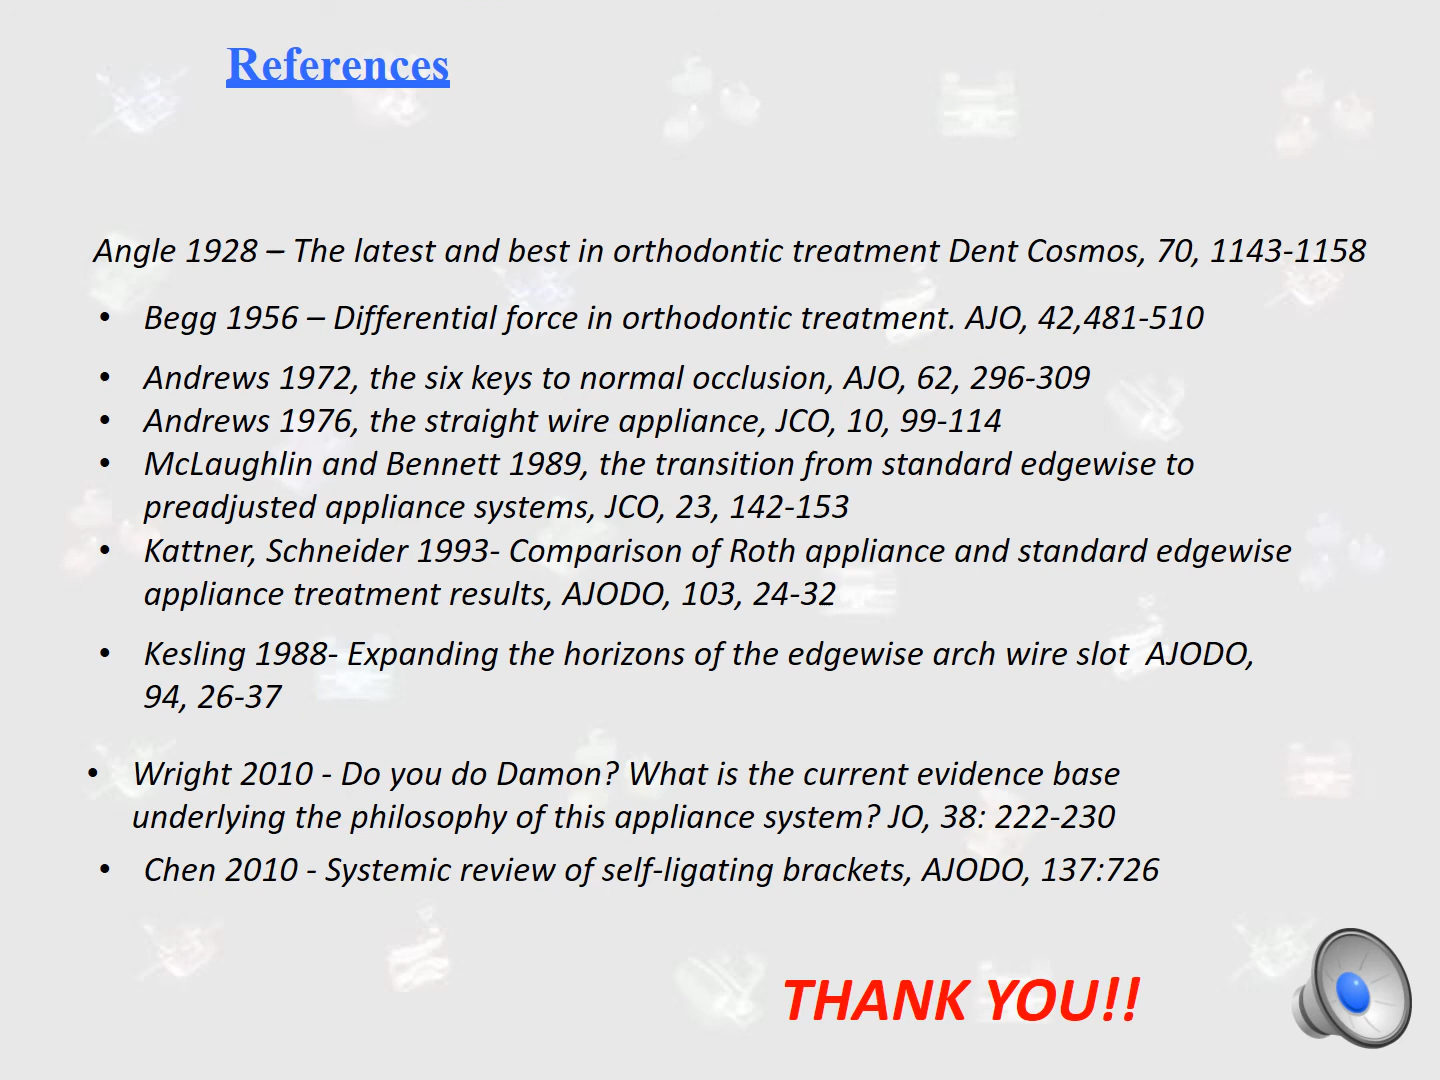 References
Angle 1928 – The latest and best in orthodontic treatment Dent Cosmos, 70, 1143-1158
• Begg 1956 – Differential force in orthodontic treatment. AJO, 42,481-510
• Andrews 1972, the six keys to normal occlusion, AJO, 62, 296-309
• Andrews 1976, the straight wire appliance, JCO, 10, 99-114
• McLaughlin and Bennett 1989, the transition from standard edgewise to
preadjusted appliance systems, JCO, 23, 142-153
• Kattner, Schneider 1993- Comparison of Roth appliance and standard edgewise
appliance treatment results, AJODO, 103, 24-32
• Kesling 1988- Expanding the horizons of the edgewise arch wire slot  AJODO,
94, 26-37
• Wright 2010 - Do you do Damon? What is the current evidence base
underlying the philosophy of this appliance system? JO, 38: 222-230
• Chen 2010 - Systemic review of self-ligating brackets, AJODO, 137:726
THANK YOU!!